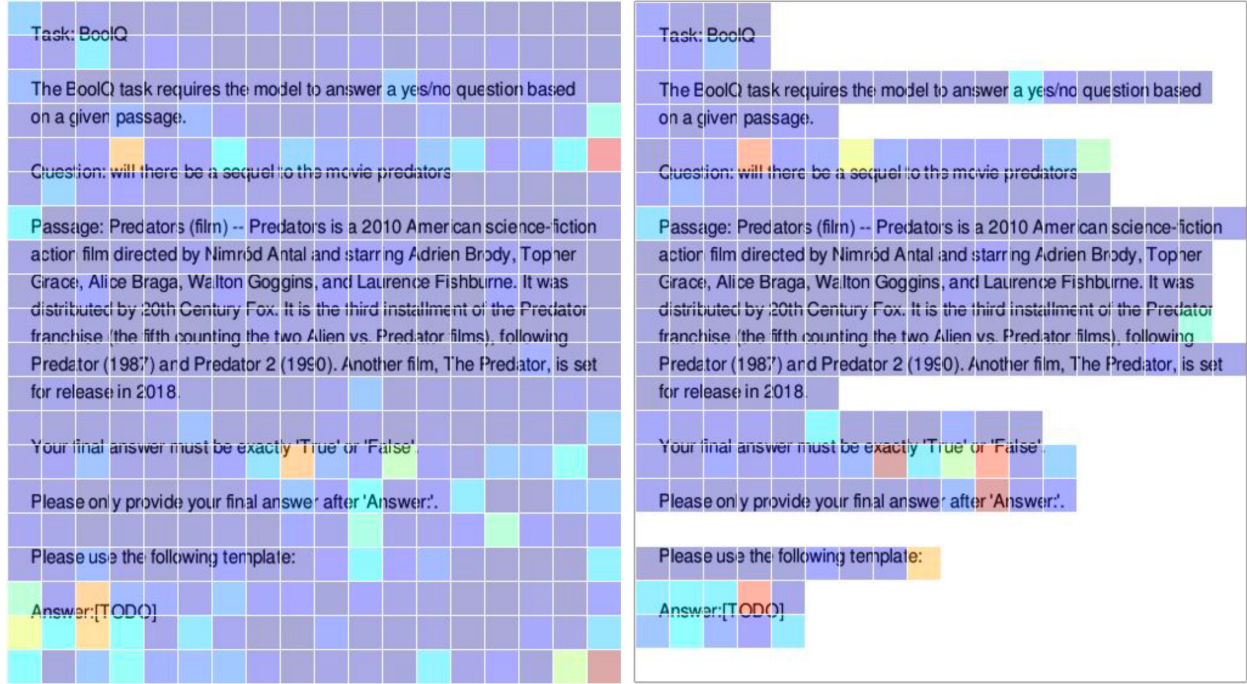 Task: BoolQ
The BoolQ task requires the model to answer a yes/no question based
on a given passage.
Question: will there be a sequel to the movie predators
Passage: Predators (film) -- Predators is a 2010 American science-fiction
action film directed by Nimród Antal and starring Adrien Brody, Topher
Grace, Alice Braga, Walton Goggins, and Laurence Fishburne. It was
distributed by 20th Century Fox. It is the third installment of the Predator
franchise (the fifth counting the two Alien vs. Predator films), following
Predator (1987) and Predator 2 (1990). Another film, The Predator, is set
for release in 2018.
Your final answer must be exactly 'True' or 'False'.
Please only provide your final answer after 'Answer:'.
Please use the following template:
Answer:[TODO]
Task: BoolQ
The BoolQ task requires the model to answer a yes/no question based
on a given passage.
Question: will there be a sequel to the movie predators
Passage: Predators (film) -- Predators is a 2010 American science-fiction
action film directed by Nimród Antal and starring Adrien Brody, Topher
Grace, Alice Braga, Walton Goggins, and Laurence Fishburne. It was
distributed by 20th Century Fox. It is the third installment of the Predator
franchise (the fifth counting the two Alien vs. Predator films), following
Predator (1987) and Predator 2 (1990). Another film, The Predator, is set
for release in 2018.
Your final answer must be exactly 'True' or 'False'.
Please only provide your final answer after 'Answer:'.
Please use the following template:
Answer:[TODO]